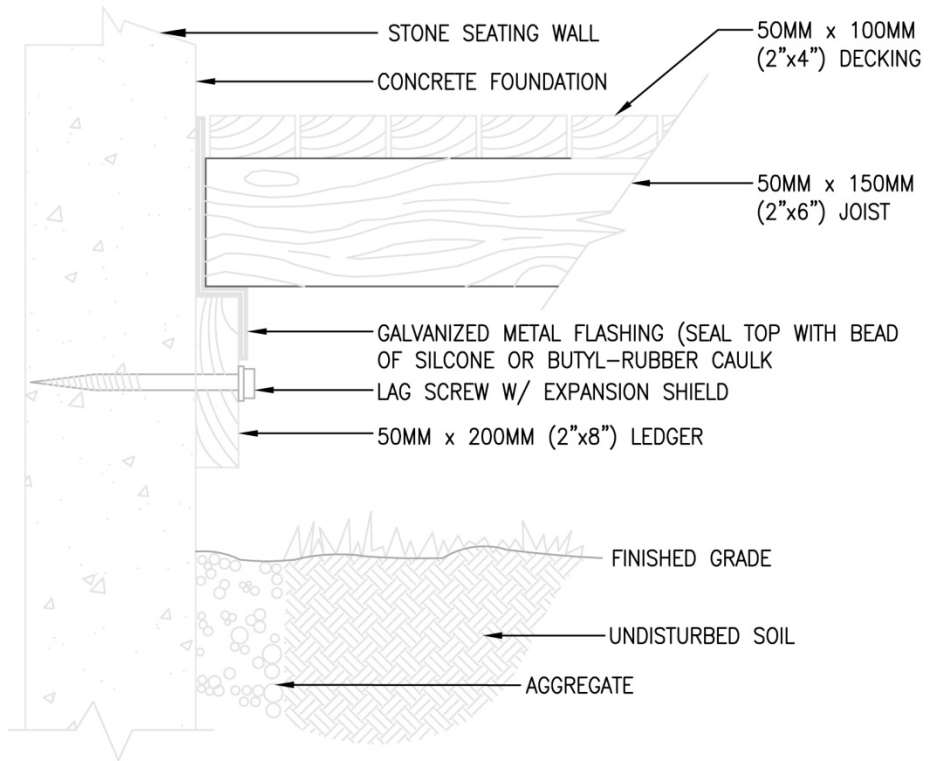 STONE SEATING WALL
50MM x 100MM
(2"x4") DECKING
CONCRETE FOUNDATION
50MM x 150MM
(2"x6") JOIST
GALVANIZED METAL FLASHING (SEAL TOP WITH BEAD
OF SILCONE OR BUTYL-RUBBER CAULK
LAG SCREW W/ EXPANSION SHIELD
50MM x 200MM (2"x8") LEDGER
FINISHED GRADE
UNDISTURBED SOIL
AGGREGATE